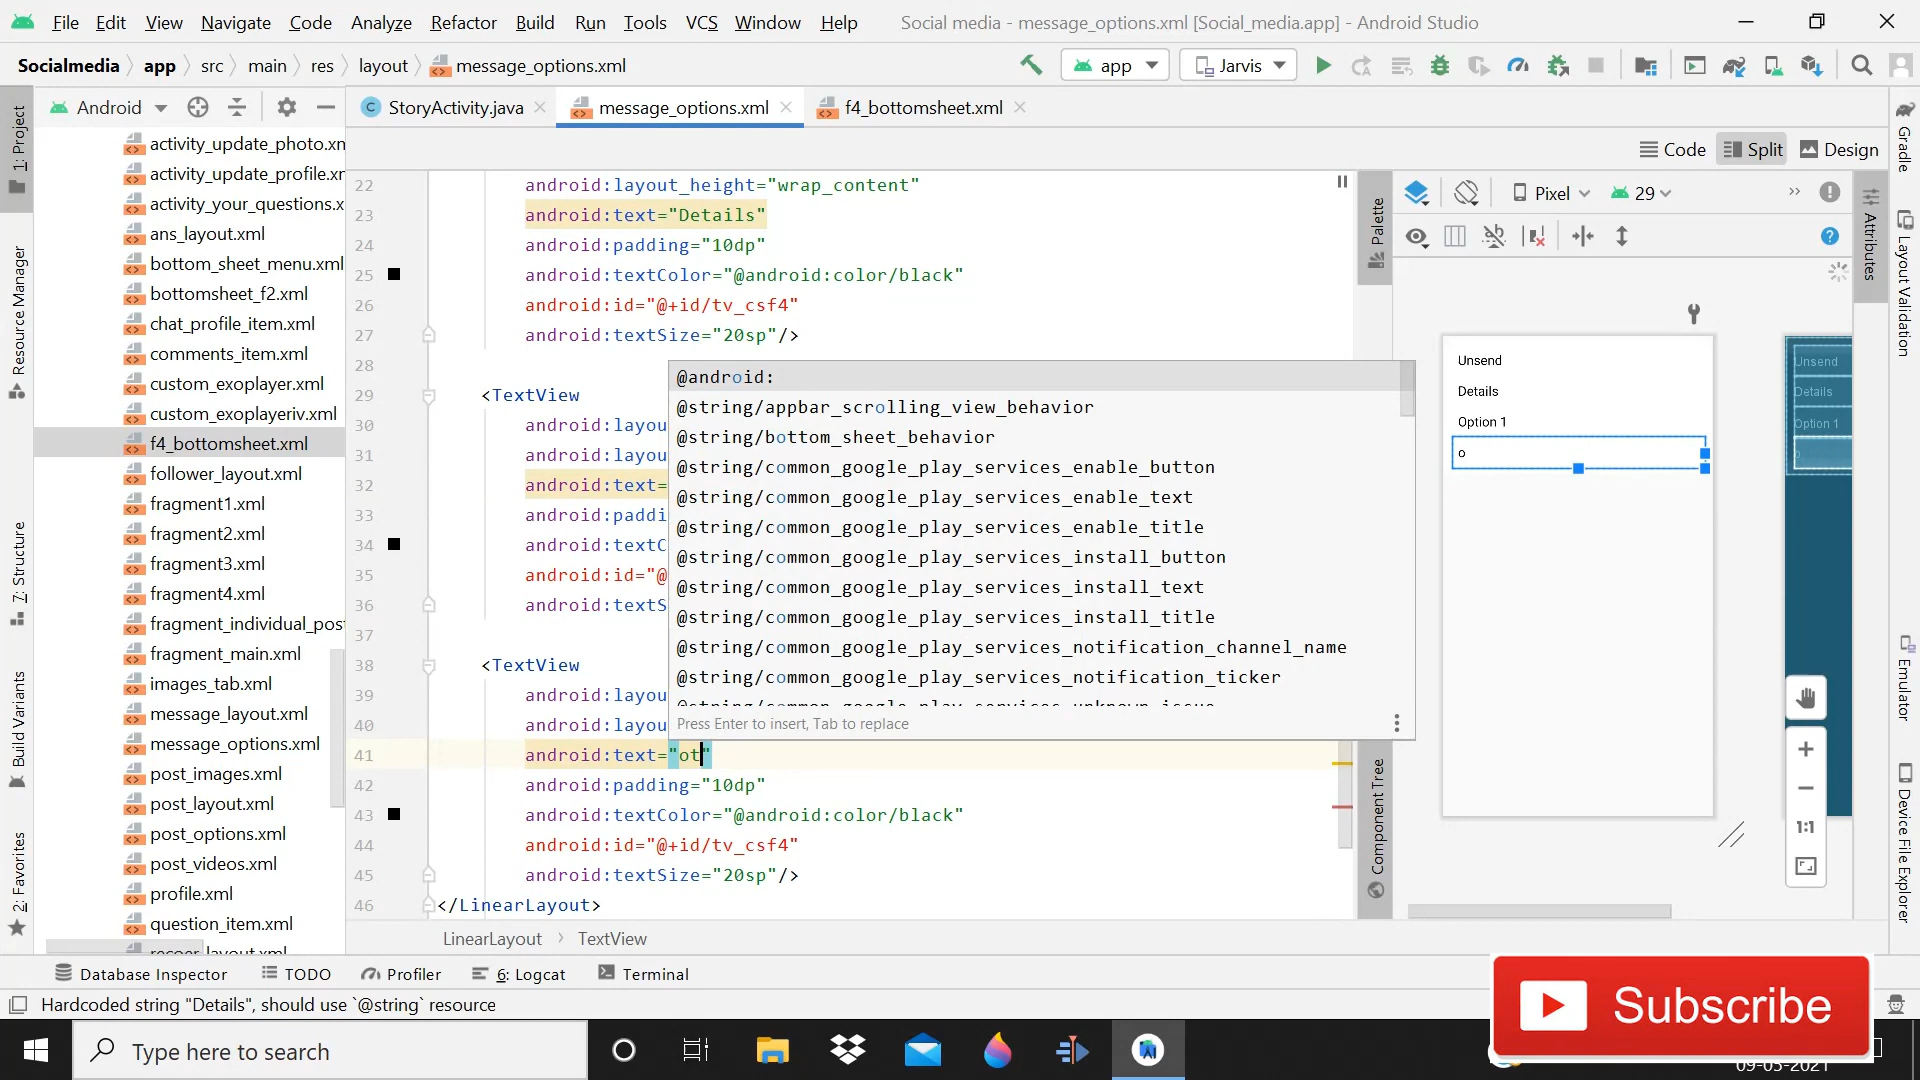 File Edit View Navigate Code Analyze Refactor Build Run Tools VCS Window Help Social media - message_options.xml [Social_media.app] - Android Studio
Socialmedia app src main res layout message_options.xml app Jarvis
Android StoryActivity.java message_options.xml f4_bottomsheet.xml
Code Split Design
1: Project
Resource Manager
7: Structure
Build Variants
2: Favorites
activity_update_photo.xn
activity_update_profile.xr
activity_your_questions.x
ans_layout.xml
bottom_sheet_menu.xml
bottomsheet_f2.xml
chat_profile_item.xml
comments_item.xml
custom_exoplayer.xml
custom_exoplayeriv.xml
f4_bottomsheet.xml
follower_layout.xml
fragment1.xml
fragment2.xml
fragment3.xml
fragment4.xml
fragment_individual_post
fragment_main.xml
images_tab.xml
message_layout.xml
message_options.xml
post_images.xml
post_layout.xml
post_options.xml
post_videos.xml
profile.xml
question_item.xml
22 android:layout_height="wrap_content"
23 android:text="Details"
24 android:padding="10dp"
25 android:textColor="@android:color/black"
26 android:id="@+id/tv_csf4"
27 android:textSize="20sp"/>
28
29 <TextView
30 android:layou
31 android:layou
32 android:text=
33 android:paddi
34 android:textC
35 android:id="@
36 android:textS
37
38 <TextView
39 android:layou
40 android:layou
41 android:text="ot"
42 android:padding="10dp"
43 android:textColor="@android:color/black"
44 android:id="@+id/tv_csf4"
45 android:textSize="20sp"/>
46 </LinearLayout>
@android:
@string/appbar_scrolling_view_behavior
@string/bottom_sheet_behavior
@string/common_google_play_services_enable_button
@string/common_google_play_services_enable_text
@string/common_google_play_services_enable_title
@string/common_google_play_services_install_button
@string/common_google_play_services_install_text
@string/common_google_play_services_install_title
@string/common_google_play_services_notification_channel_name
@string/common_google_play_services_notification_ticker
Press Enter to insert, Tab to replace
LinearLayout TextView
Palette
Component Tree
Pixel 29
Unsend
Details
Option 1
o
Unsend
Details
Option 1
1:1
Attributes
Gradle
Layout Validation
Emulator
Device File Explorer
Database Inspector TODO Profiler 6: Logcat Terminal
Hardcoded string "Details", should use `@string` resource
Subscribe
Type here to search
09-05-2021